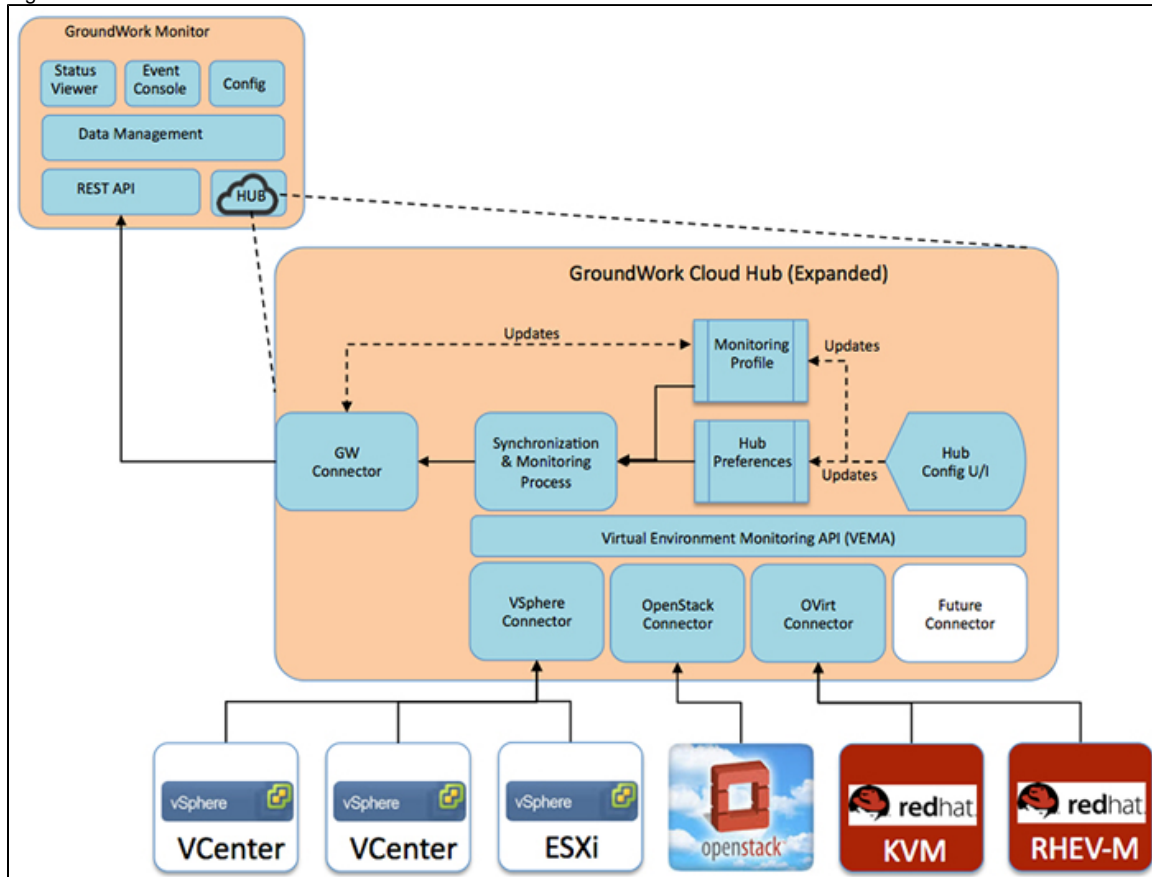 GroundWork Monitor
Status
Viewer
Event
Console
Config
Data Management
REST API
HUB
GroundWork Cloud Hub (Expanded)
Updates
Monitoring
Profile
Updates
GW
Connector
Synchronization
& Monitoring
Process
Hub
Preferences
Updates
Hub
Config U/I
Virtual Environment Monitoring API (VEMA)
VSphere
Connector
OpenStack
Connector
OVirt
Connector
Future
Connector
vSphere
VCenter
vSphere
VCenter
vSphere
ESXi
openstack
redhat.
KVM
redhat.
RHEV-M